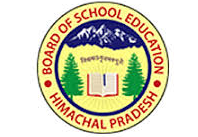 BOARD OF SCHOOL EDUCATION
HIMACHAL PRADESH